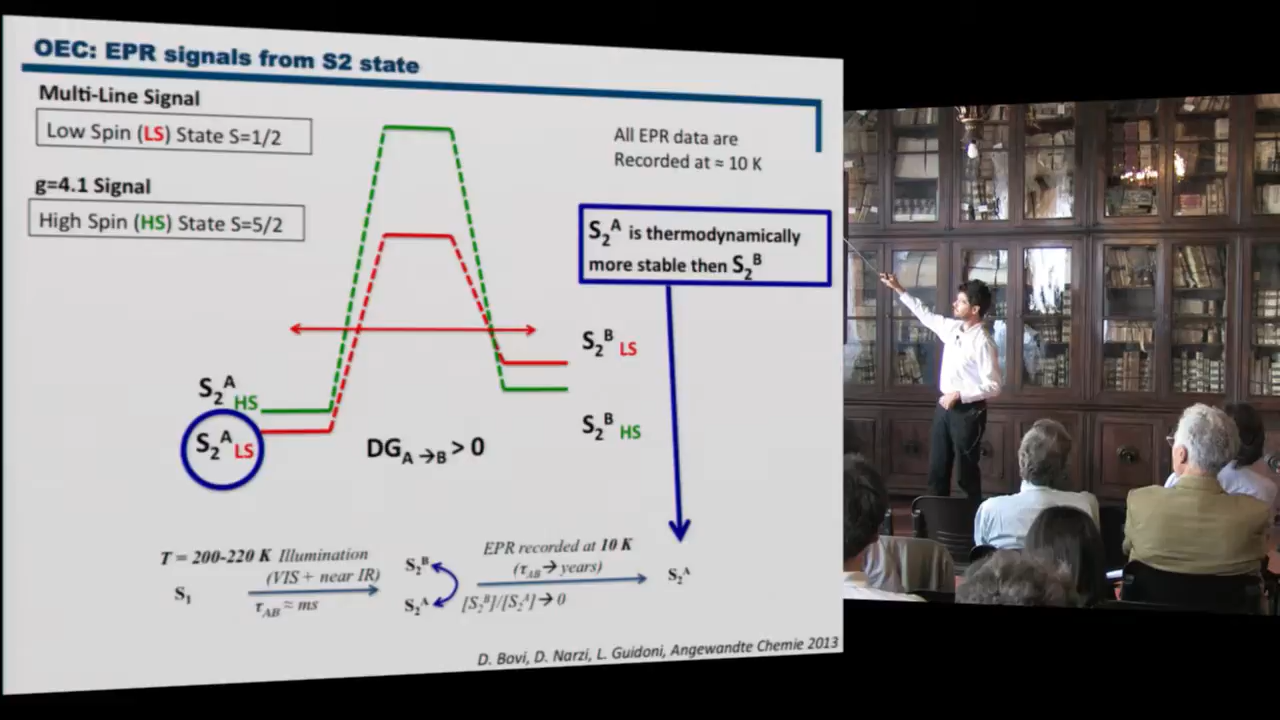 OEC: EPR signals from S2 state
Multi-Line Signal
Low Spin (LS) State S=1/2
g=4.1 Signal
High Spin (HS) State S=5/2
All EPR data are
Recorded at ≈ 10 K
S₂ᴬ is thermodynamically
more stable then S₂ᴮ
S₂ᴮ LS
S₂ᴬ HS
S₂ᴬ LS
S₂ᴮ HS
DG A→B > 0
T = 200-220 K Illumination
(VIS + near IR)
S₁
τAB ≈ ms
S₂ᴮ
S₂ᴬ
EPR recorded at 10 K
(τAB → years)
[S₂ᴮ]/[S₂ᴬ] → 0
S₂ᴬ
D. Bovi, D. Narzi, L. Guidoni, Angewandte Chemie 2013